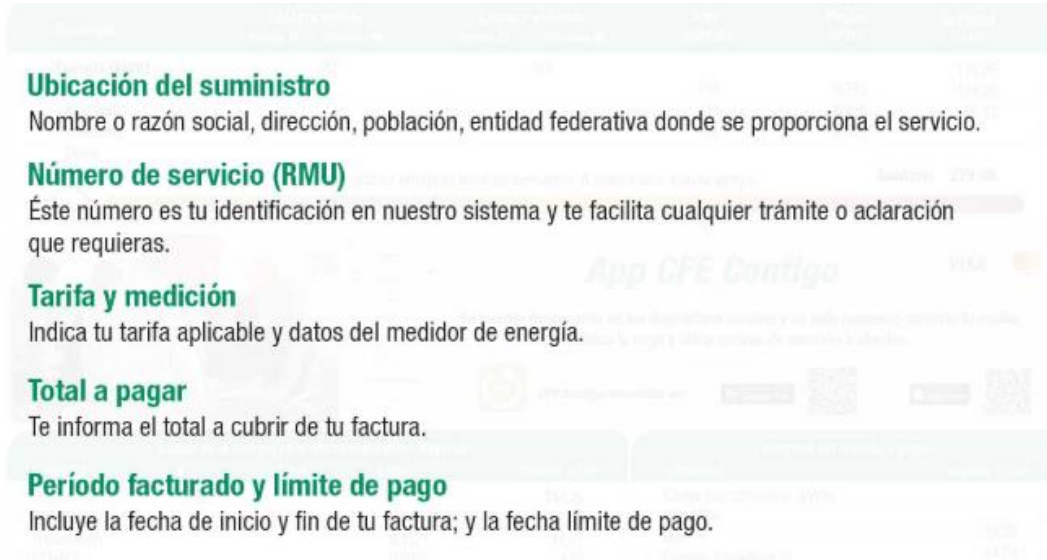 Ubicación del suministro
Nombre o razón social, dirección, población, entidad federativa donde se proporciona el servicio.
Número de servicio (RMU)
Éste número es tu identificación en nuestro sistema y te facilita cualquier trámite o aclaración
que requieras.
App CFE Contigo
VISA
Tarifa y medición
Indica tu tarifa aplicable y datos del medidor de energía.
Total a pagar
Te informa el total a cubrir de tu factura.
Período facturado y límite de pago
Incluye la fecha de inicio y fin de tu factura; y la fecha límite de pago.